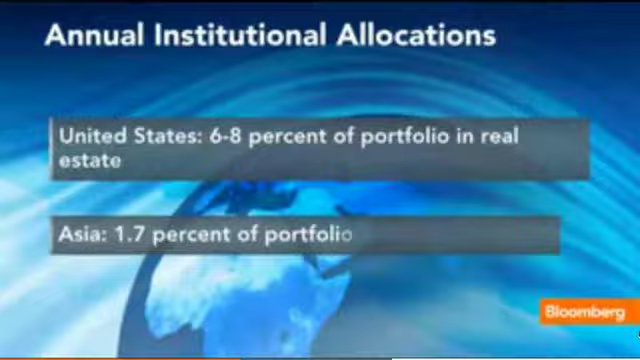 Annual Institutional Allocations
United States: 6-8 percent of portfolio in real
estate
Asia: 1.7 percent of portfolio
Bloomberg